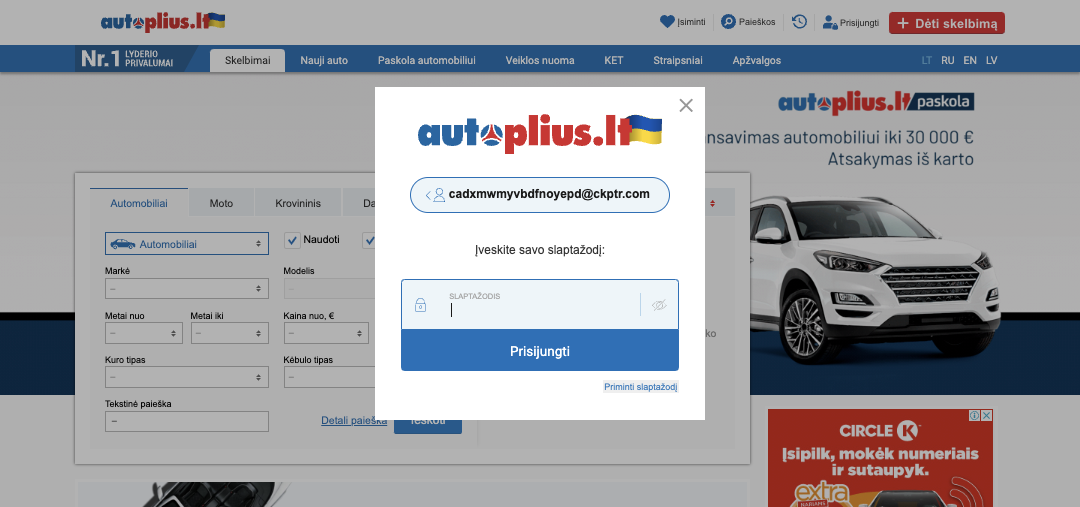 autoplius.lt
Įsiminti
Paieškos
Prisijungti
+ Dėti skelbimą
Nr.1 LYDERIO PRIVALUMAI
Skelbimai
Nauji auto
Paskola automobiliui
Veiklos nuoma
KET
Straipsniai
Apžvalgos
LT RU EN LV
autoplius.lt
cadxmwmyvbdfnoyepd@ckptr.com
Įveskite savo slaptažodį:
SLAPTAŽODIS
Prisijungti
Priminti slaptažodį
autoplius.lt paskola
nsavimas automobiliui iki 30 000 €
Atsakymas iš karto
Automobiliai
Moto
Krovininis
Da
Automobiliai
Naudoti
Markė
Modelis
–
–
Metai nuo
Metai iki
Kaina nuo, €
–
–
–
ko
Kuro tipas
Kėbulo tipas
–
–
Tekstinė paieška
–
Detali paieška
Ieškoti
CIRCLE K
Įsipilk, mokėk numeriais
ir sutaupyk.
extra
NARIAMS